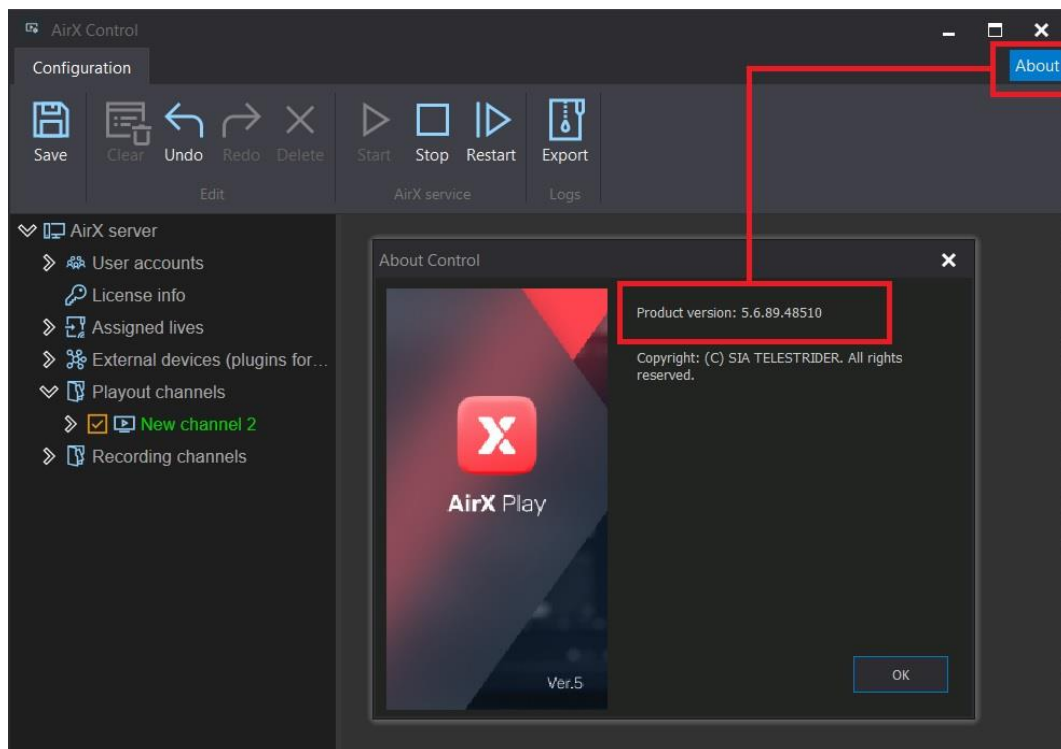 AirX Control
Configuration
About
Save
Clear
Undo
Redo
Delete
Start
Stop
Restart
Export
Edit
AirX service
Logs
AirX server
User accounts
License info
Assigned lives
External devices (plugins for...
Playout channels
New channel 2
Recording channels
About Control
Product version: 5.6.89.48510
Copyright: (C) SIA TELESTRIDER. All rights
reserved.
X
AirX Play
Ver.5
OK